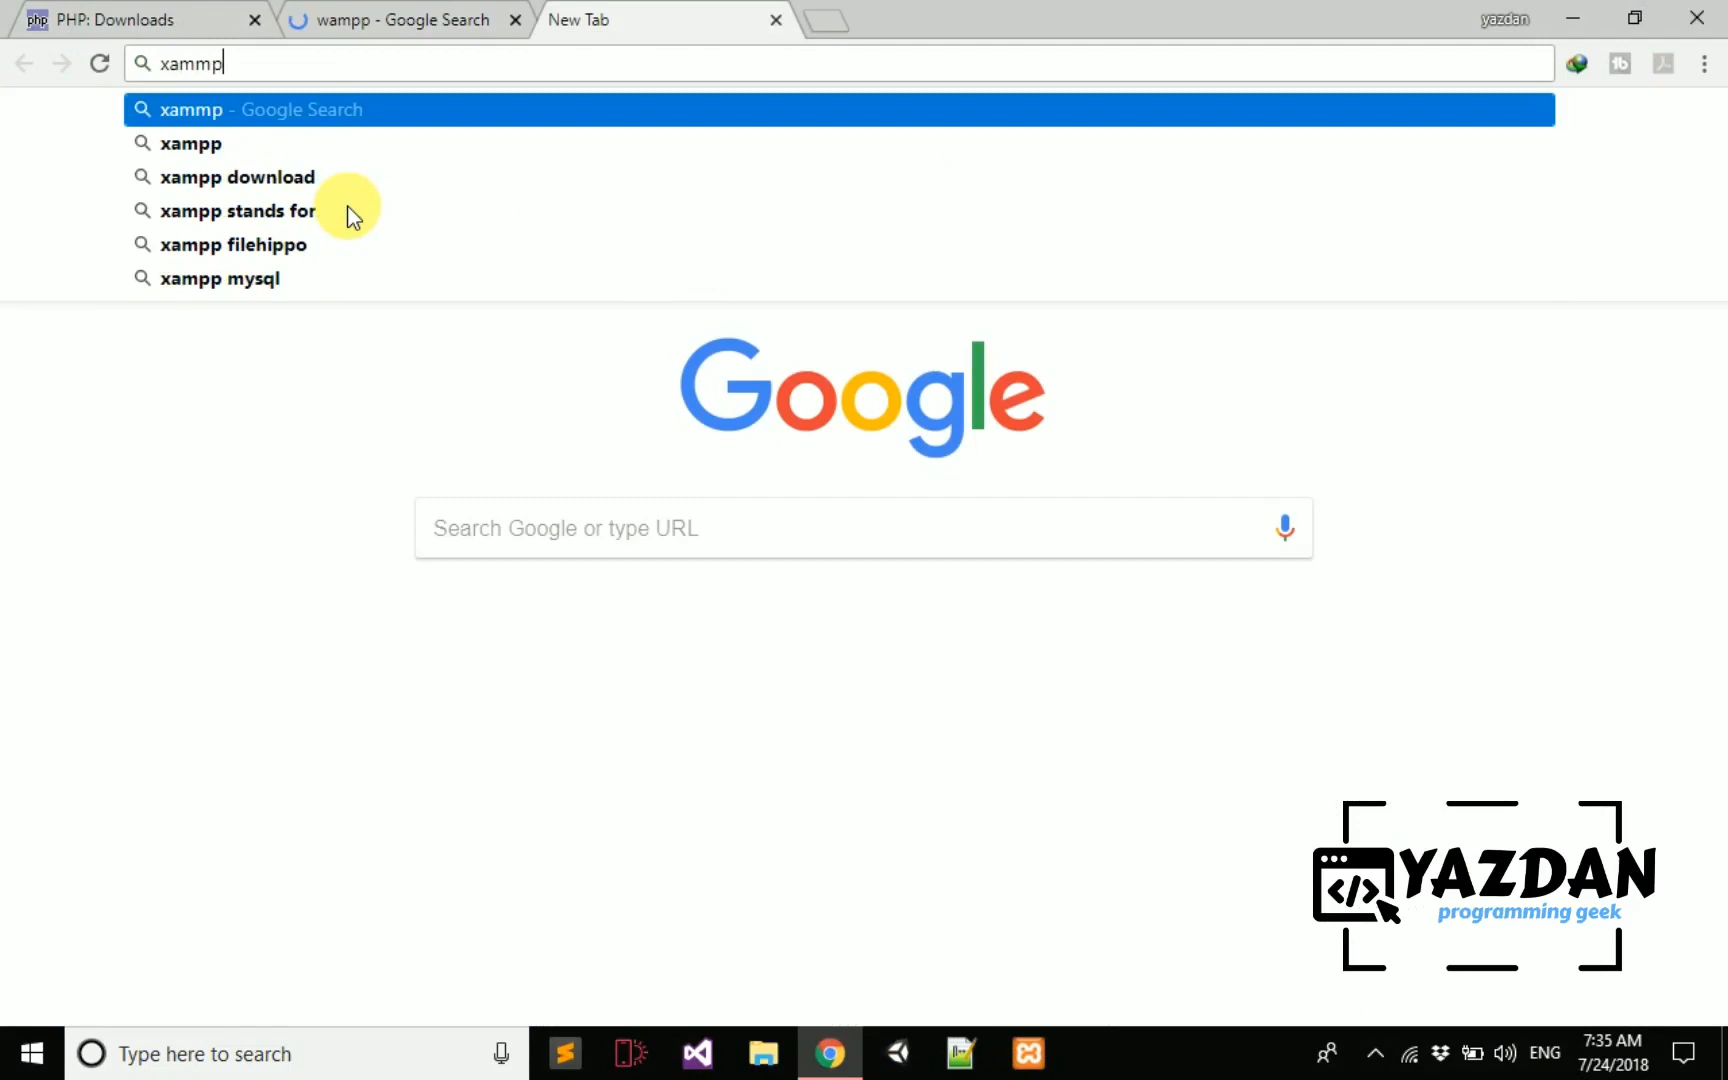 php PHP: Downloads
wampp - Google Search
New Tab
yazdan
xammp
xammp - Google Search
xampp
xampp download
xampp stands for
xampp filehippo
xampp mysql
Google
Search Google or type URL
YAZDAN
programming geek
Type here to search
ENG
7:35 AM
7/24/2018